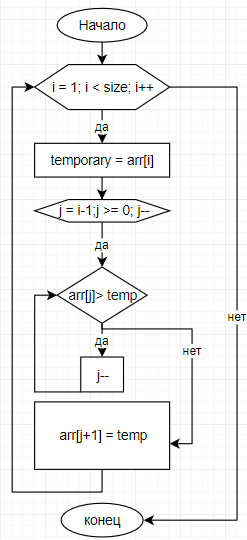 Начало
i = 1; i < size; i++
да
temporary = arr[i]
j = i-1;j >= 0; j--
да
arr[j]> temp
нет
да
нет
j--
arr[j+1] = temp
конец